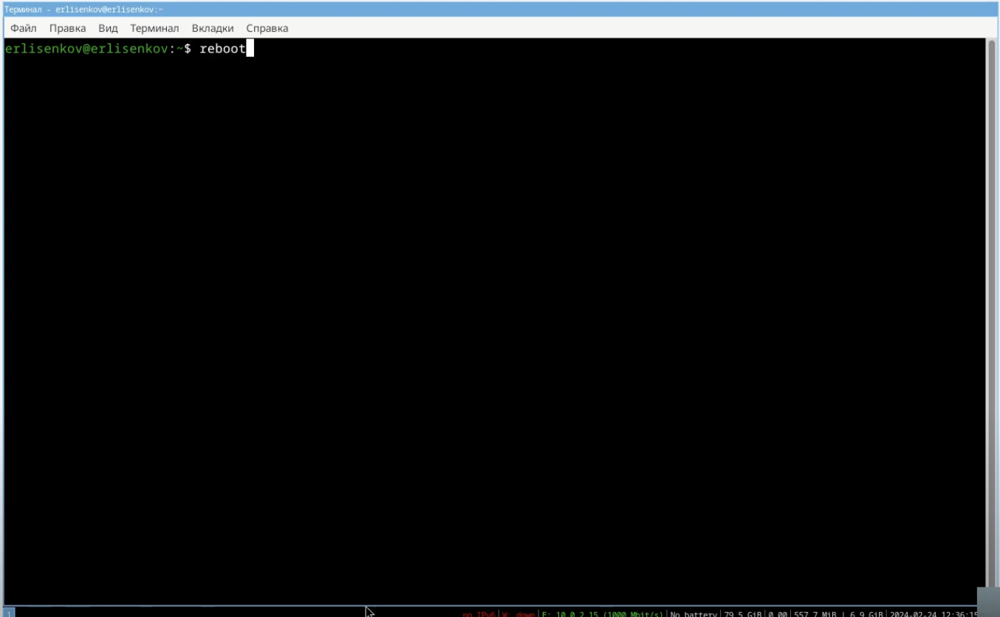 Терминал - erlisenkov@erlisenkov:~
Файл Правка Вид Терминал Вкладки Справка
erlisenkov@erlisenkov:~$ reboot
1 no IPv6|W: down|E: 10.0.2.15 (1000 Mbit/s)|No battery|79.5 GiB|0.00|557.7 MiB | 6.9 GiB|2024-02-24 12:36:15